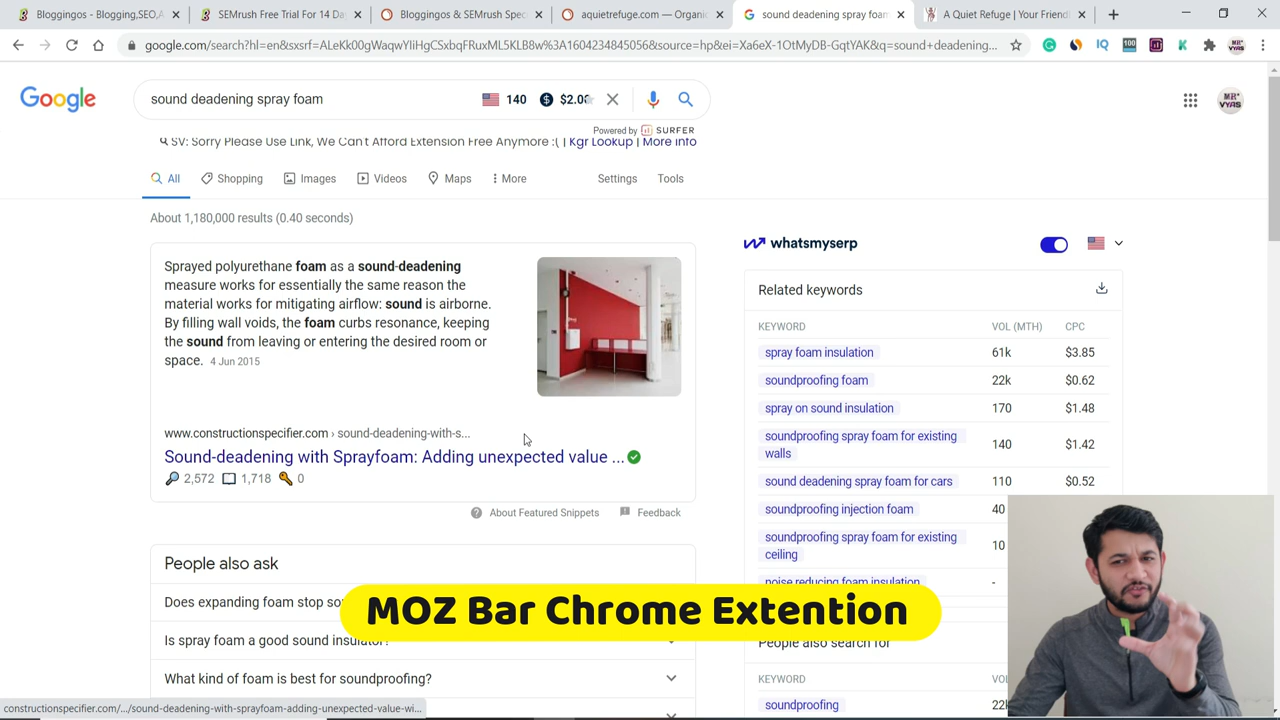 Bloggingos - Blogging,SEO,A
SEMrush Free Trial For 14 Da
Bloggingos & SEMrush Spec
aquietrefuge.com — Organic
sound deadening spray foam
A Quiet Refuge | Your Friend
google.com/search?hl=en&sxsrf=ALeKk00gWaqwYIiHpCSxbqFRuxML5KLB8w%3A1604234845056&source=hp&ei=Xa6eX-1OtMyDB-GqtYAK&q=sound+deadening...
Google
sound deadening spray foam
140
$2.00
Powered by SURFER
SV: Sorry Please Use Link, We Can't Afford Extension Free Anymore :( | Kgr Lookup | More info
All
Shopping
Images
Videos
Maps
More
Settings
Tools
About 1,180,000 results (0.40 seconds)
Sprayed polyurethane foam as a sound-deadening
measure works for essentially the same reason the
material works for mitigating airflow: sound is airborne.
By filling wall voids, the foam curbs resonance, keeping
the sound from leaving or entering the desired room or
space. 4 Jun 2015
www.constructionspecifier.com › sound-deadening-with-s...
Sound-deadening with Sprayfoam: Adding unexpected value ...
2,572 1,718 0
About Featured Snippets
Feedback
People also ask
Does expanding foam stop so
Is spray foam a good sound insulator?
What kind of foam is best for soundproofing?
whatsmyserp
Related keywords
KEYWORD VOL (MTH) CPC
spray foam insulation 61k $3.85
soundproofing foam 22k $0.62
spray on sound insulation 170 $1.48
soundproofing spray foam for existing
walls 140 $1.42
sound deadening spray foam for cars 110 $0.52
soundproofing injection foam 40
soundproofing spray foam for existing
ceiling 10
noise reducing foam insulation -
People also search for
KEYWORD VO
soundproofing 22k
MOZ Bar Chrome Extention
constructionspecifier.com/.../sound-deadening-with-sprayfoam-adding-unexpected-value-wi...